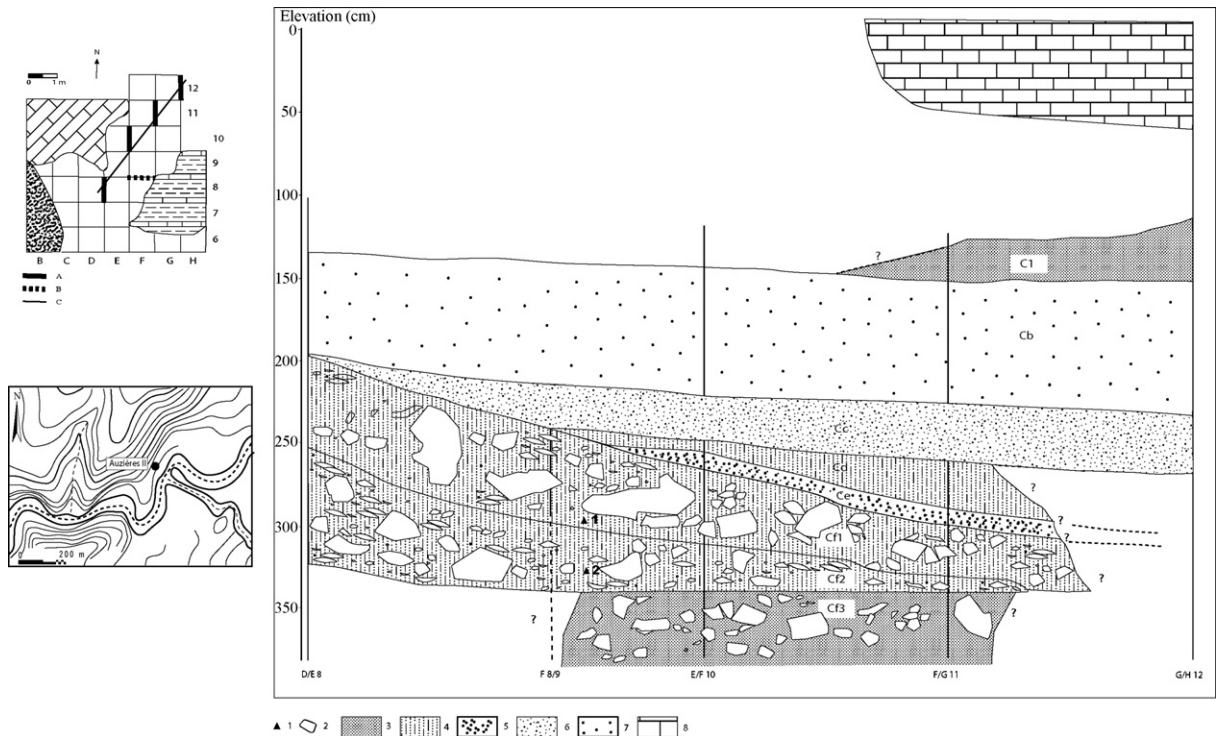 N
0 1 m
12
11
10
9
8
7
6
B C D E F G H
A
B
C
N
Auzières II
0 200 m
Elevation (cm)
0
50
100
150
200
250
300
350
? C1
Cb
Cc
Cd
Ce
?
?
Cf1
Cf2
Cf3
1
2
?
?
?
D/E 8 F 8/9 E/F 10 F/G 11 G/H 12
1 2 3 4 5 6 7 8